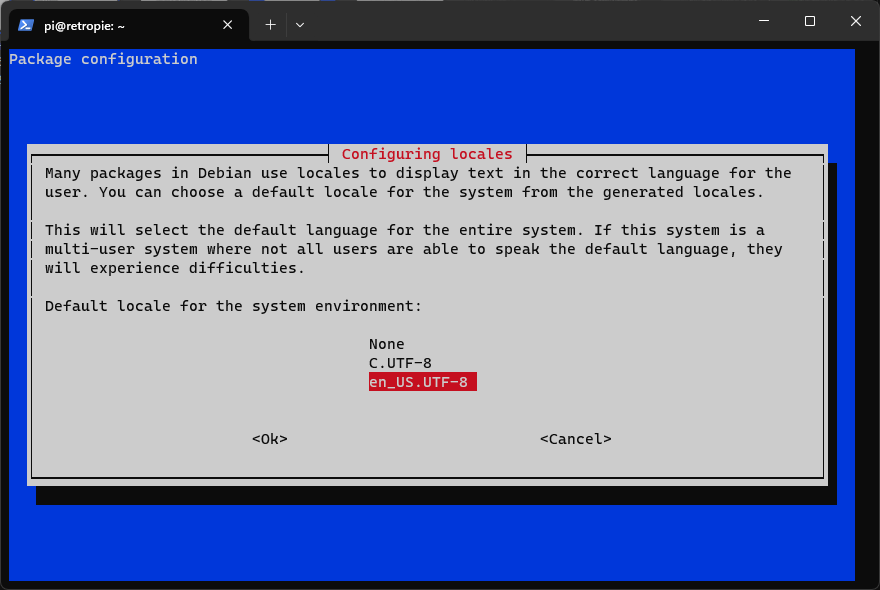 pi@retropie: ~
Package configuration
Configuring locales
Many packages in Debian use locales to display text in the correct language for the
user. You can choose a default locale for the system from the generated locales.
This will select the default language for the entire system. If this system is a
multi-user system where not all users are able to speak the default language, they
will experience difficulties.
Default locale for the system environment:
None
C.UTF-8
en_US.UTF-8
<Ok> <Cancel>